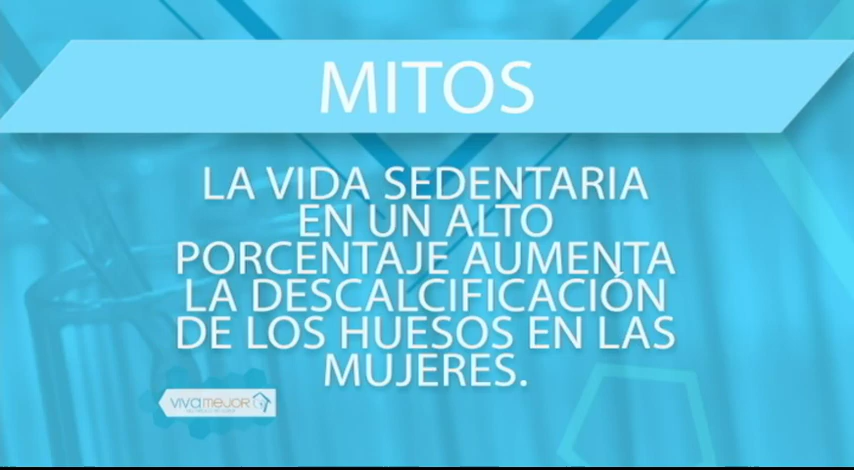 MITOS
LA VIDA SEDENTARIA
EN UN ALTO
PORCENTAJE AUMENTA
LA DESCALCIFICACIÓN
DE LOS HUESOS EN LAS
MUJERES.
VIVAMEJOR